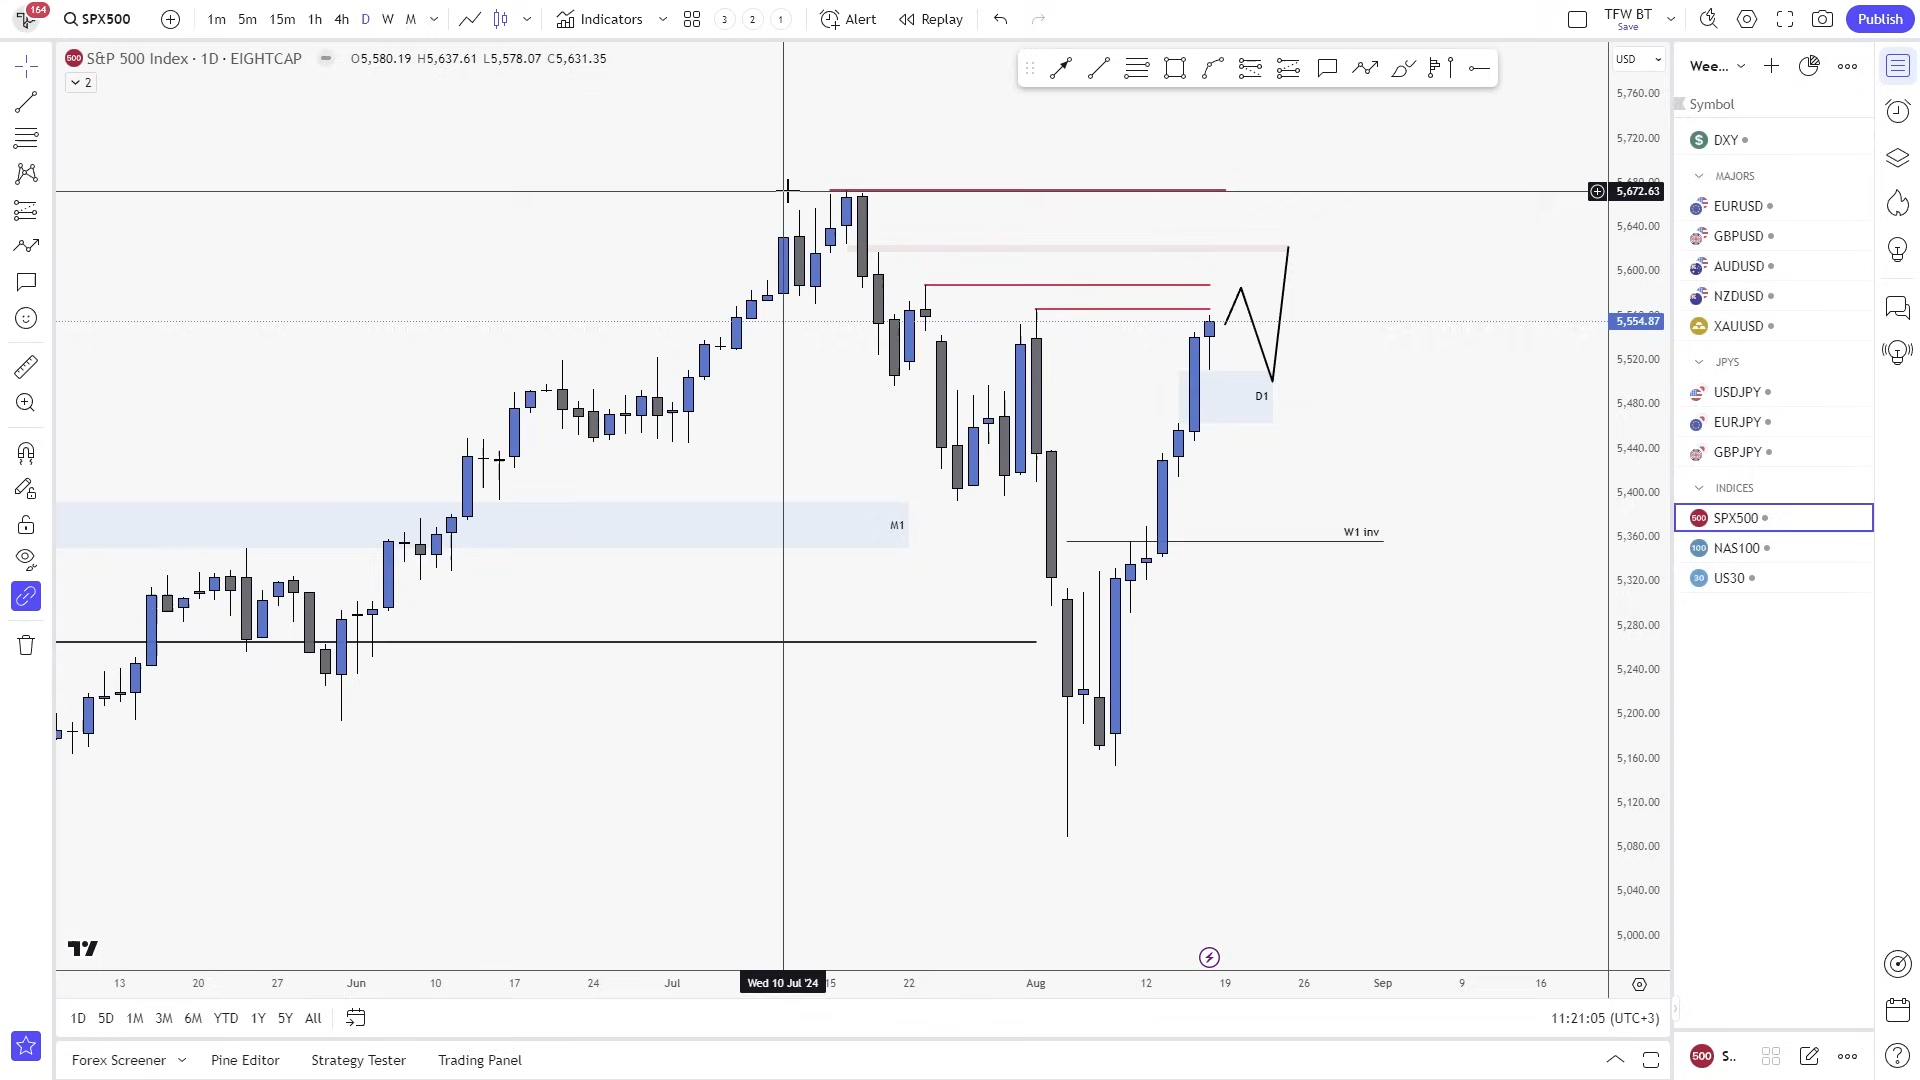 164
SPX500
1m 5m 15m 1h 4h D W M
Indicators
3 2 1
Alert
Replay
TFW BT
Save
Publish
500 S&P 500 Index · 1D · EIGHTCAP O5,580.19 H5,637.61 L5,578.07 C5,631.35
2
USD
5,760.00
5,720.00
5,672.63
5,640.00
5,600.00
5,554.87
5,520.00
5,480.00
5,440.00
5,400.00
5,360.00
5,320.00
5,280.00
5,240.00
5,200.00
5,160.00
5,120.00
5,080.00
5,040.00
5,000.00
D1
M1
W1 inv
13 20 27 Jun 10 17 24 Jul Wed 10 Jul '24 15 22 Aug 12 19 26 Sep 9 16
1D 5D 1M 3M 6M YTD 1Y 5Y All
11:21:05 (UTC+3)
Forex Screener Pine Editor Strategy Tester Trading Panel
Wee...
Symbol
DXY
MAJORS
EURUSD
GBPUSD
AUDUSD
NZDUSD
XAUUSD
JPYS
USDJPY
EURJPY
GBPJPY
INDICES
500 SPX500
100 NAS100
30 US30
500 S..